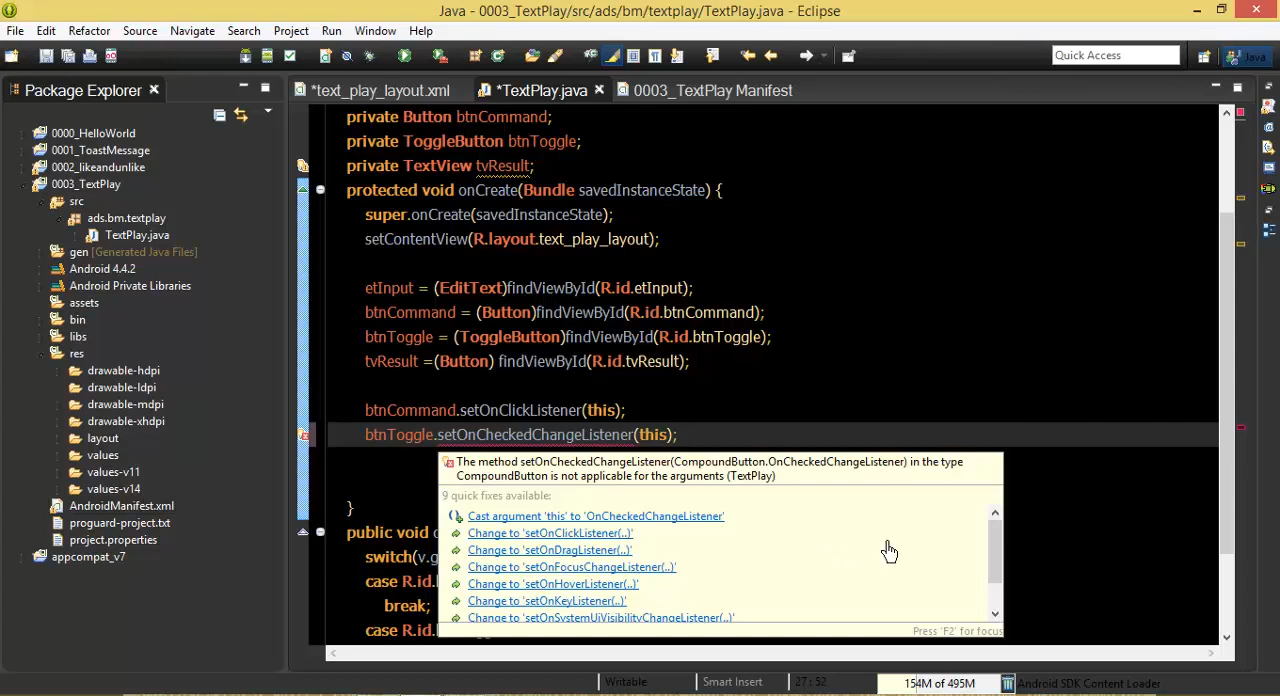 Java - 0003_TextPlay/src/ads/bm/textplay/TextPlay.java - Eclipse
File Edit Refactor Source Navigate Search Project Run Window Help
Quick Access
Java
Package Explorer
*text_play_layout.xml
*TextPlay.java
0003_TextPlay Manifest
0000_HelloWorld
0001_ToastMessage
0002_likeandunlike
0003_TextPlay
src
ads.bm.textplay
TextPlay.java
gen [Generated Java Files]
Android 4.4.2
Android Private Libraries
assets
bin
libs
res
drawable-hdpi
drawable-ldpi
drawable-mdpi
drawable-xhdpi
layout
values
values-v11
values-v14
AndroidManifest.xml
proguard-project.txt
project.properties
appcompat_v7
private Button btnCommand;
private ToggleButton btnToggle;
private TextView tvResult;
protected void onCreate(Bundle savedInstanceState) {
super.onCreate(savedInstanceState);
setContentView(R.layout.text_play_layout);
etInput = (EditText)findViewById(R.id.etInput);
btnCommand = (Button)findViewById(R.id.btnCommand);
btnToggle = (ToggleButton)findViewById(R.id.btnToggle);
tvResult =(Button) findViewById(R.id.tvResult);
btnCommand.setOnClickListener(this);
btnToggle.setOnCheckedChangeListener(this);
The method setOnCheckedChangeListener(CompoundButton.OnCheckedChangeListener) in the type
CompoundButton is not applicable for the arguments (TextPlay)
9 quick fixes available:
Cast argument 'this' to 'OnCheckedChangeListener'
Change to 'setOnClickListener(..)'
Change to 'setOnDragListener(..)'
Change to 'setOnFocusChangeListener(..)'
Change to 'setOnHoverListener(..)'
Change to 'setOnKeyListener(..)'
Change to 'setOnSystemUiVisibilityChangeListener(..)'
Press 'F2' for focus
}
public void
switch(v.
case R.id.
break;
case R.id.
Writable
Smart Insert
27 : 52
154M of 495M
Android SDK Content Loader